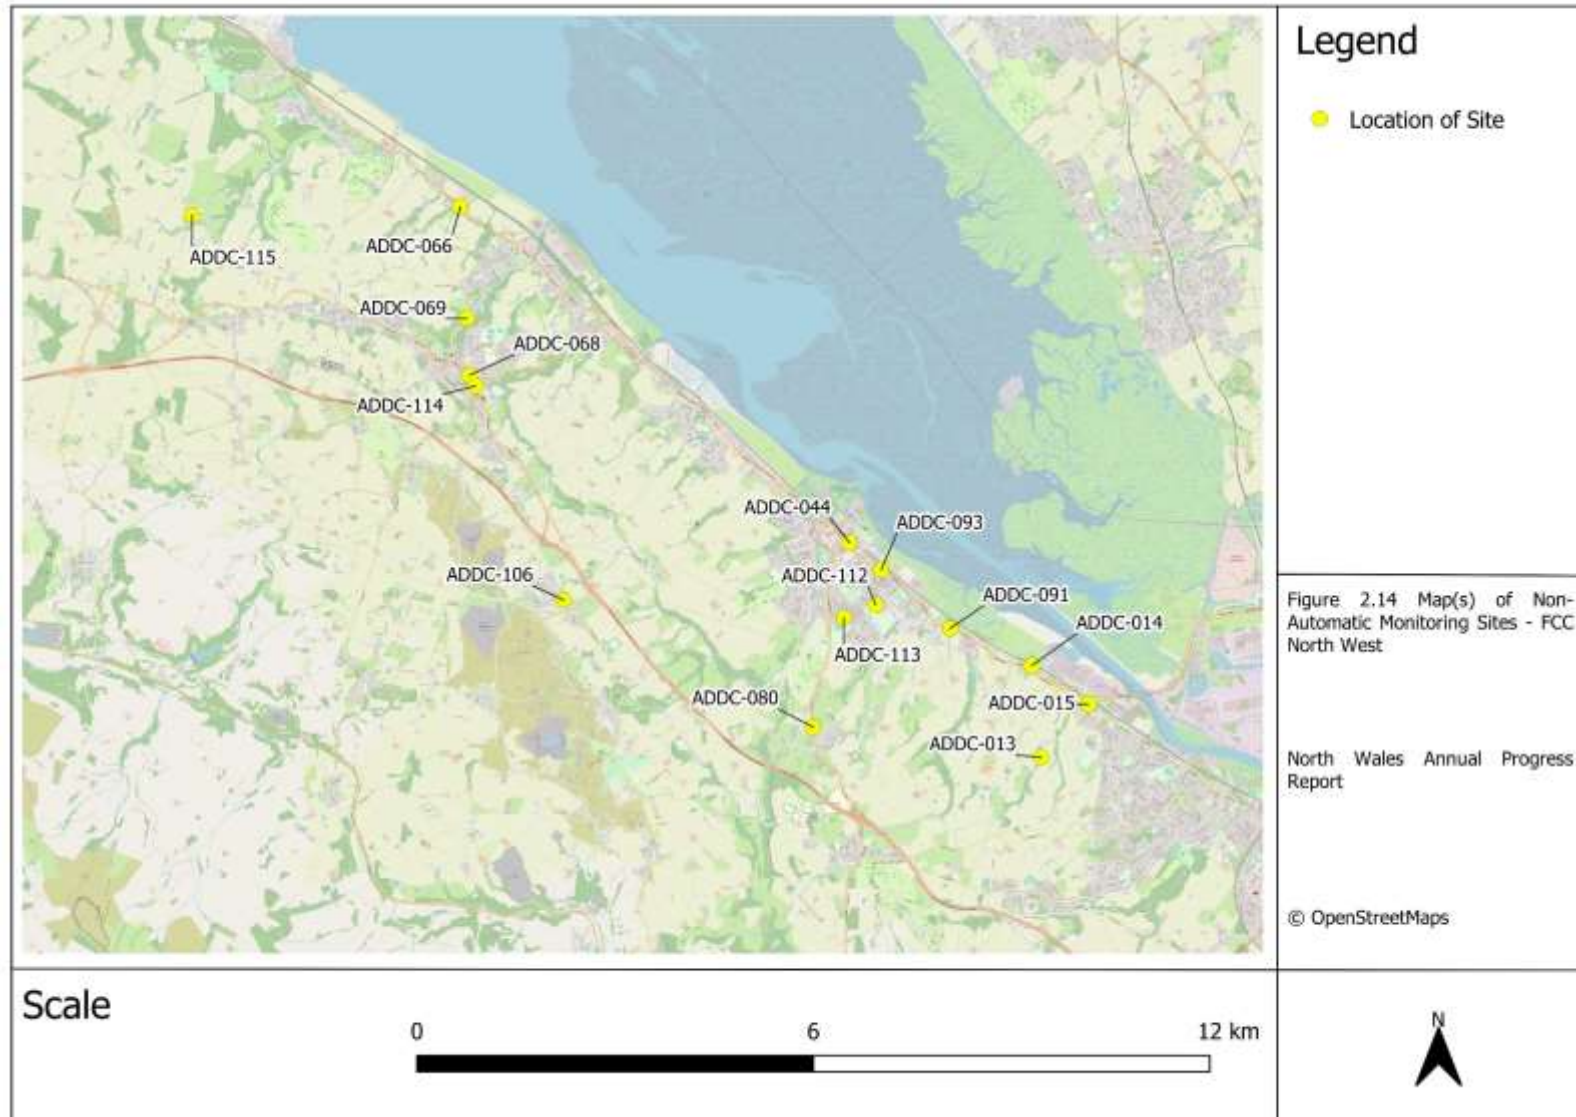 Legend
Location of Site
ADDC-115
ADDC-066
ADDC-069
ADDC-068
ADDC-114
ADDC-044
ADDC-093
ADDC-106
ADDC-112
ADDC-091
ADDC-014
ADDC-113
ADDC-080
ADDC-015
ADDC-013
Figure 2.14 Map(s) of Non-
Automatic Monitoring Sites - FCC
North West
North Wales Annual Progress
Report
© OpenStreetMaps
Scale
0 6 12 km
N